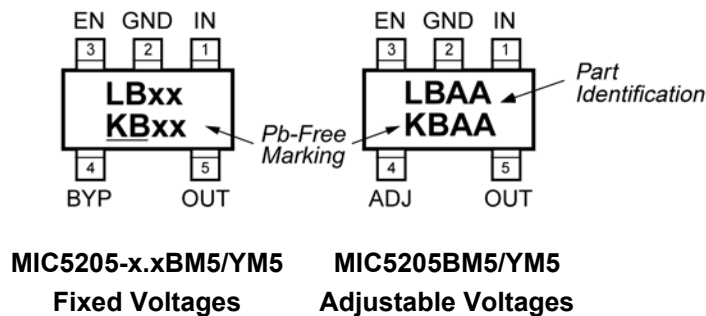 EN GND IN
3 2 1
LBxx
KBxx
4 5
BYP OUT
Pb-Free
Marking
EN GND IN
3 2 1
LBAA
KBAA
4 5
ADJ OUT
Part
Identification
MIC5205-x.xBM5/YM5
Fixed Voltages
MIC5205BM5/YM5
Adjustable Voltages